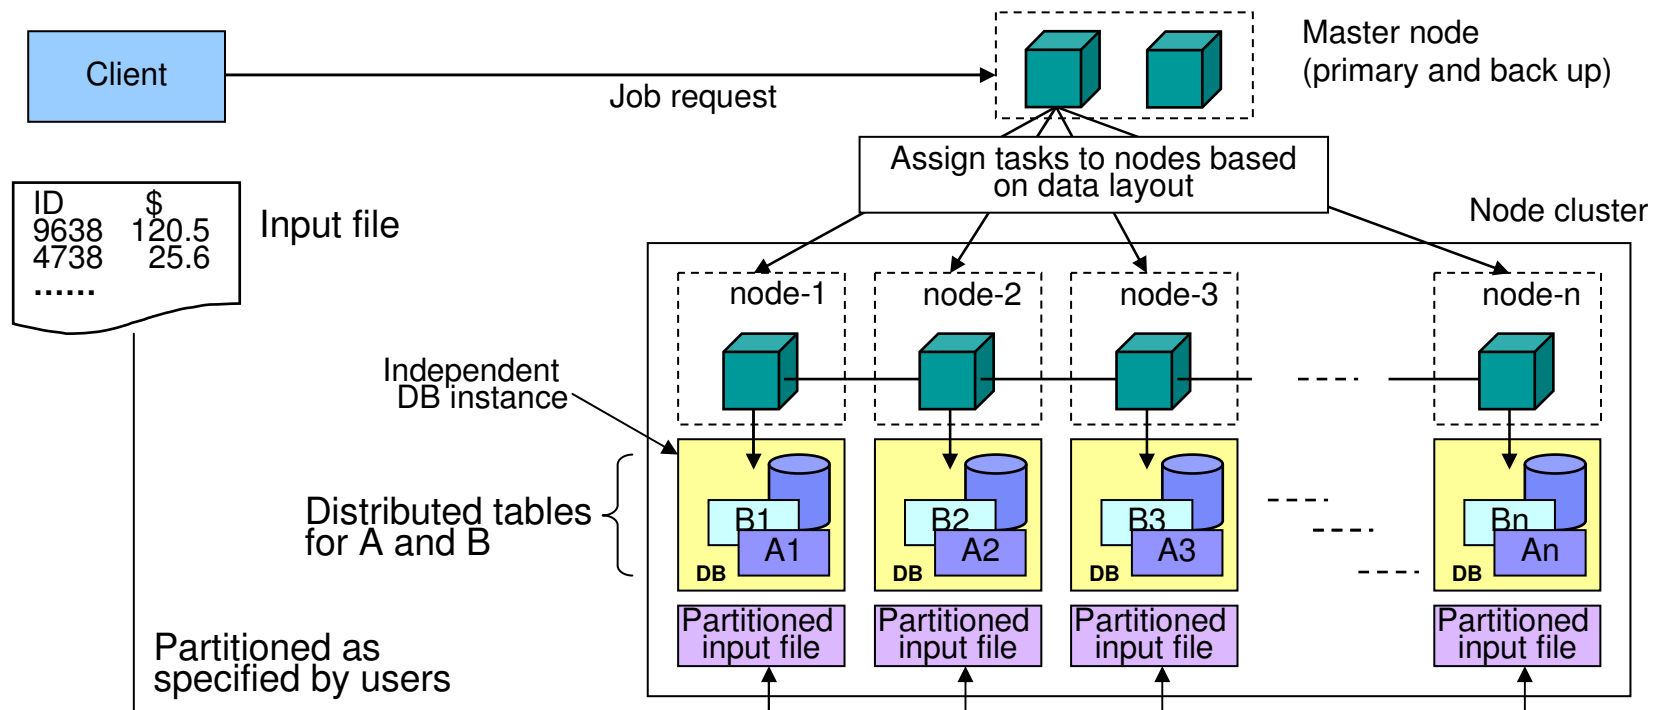 Client
Job request
Master node
(primary and back up)
Assign tasks to nodes based
on data layout
ID $
9638 120.5
4738 25.6
......
Input file
Node cluster
node-1
node-2
node-3
node-n
Independent
DB instance
Distributed tables
for A and B
B1
A1
DB
B2
A2
DB
B3
A3
DB
Bn
An
DB
Partitioned
input file
Partitioned
input file
Partitioned
input file
Partitioned
input file
Partitioned as
specified by users